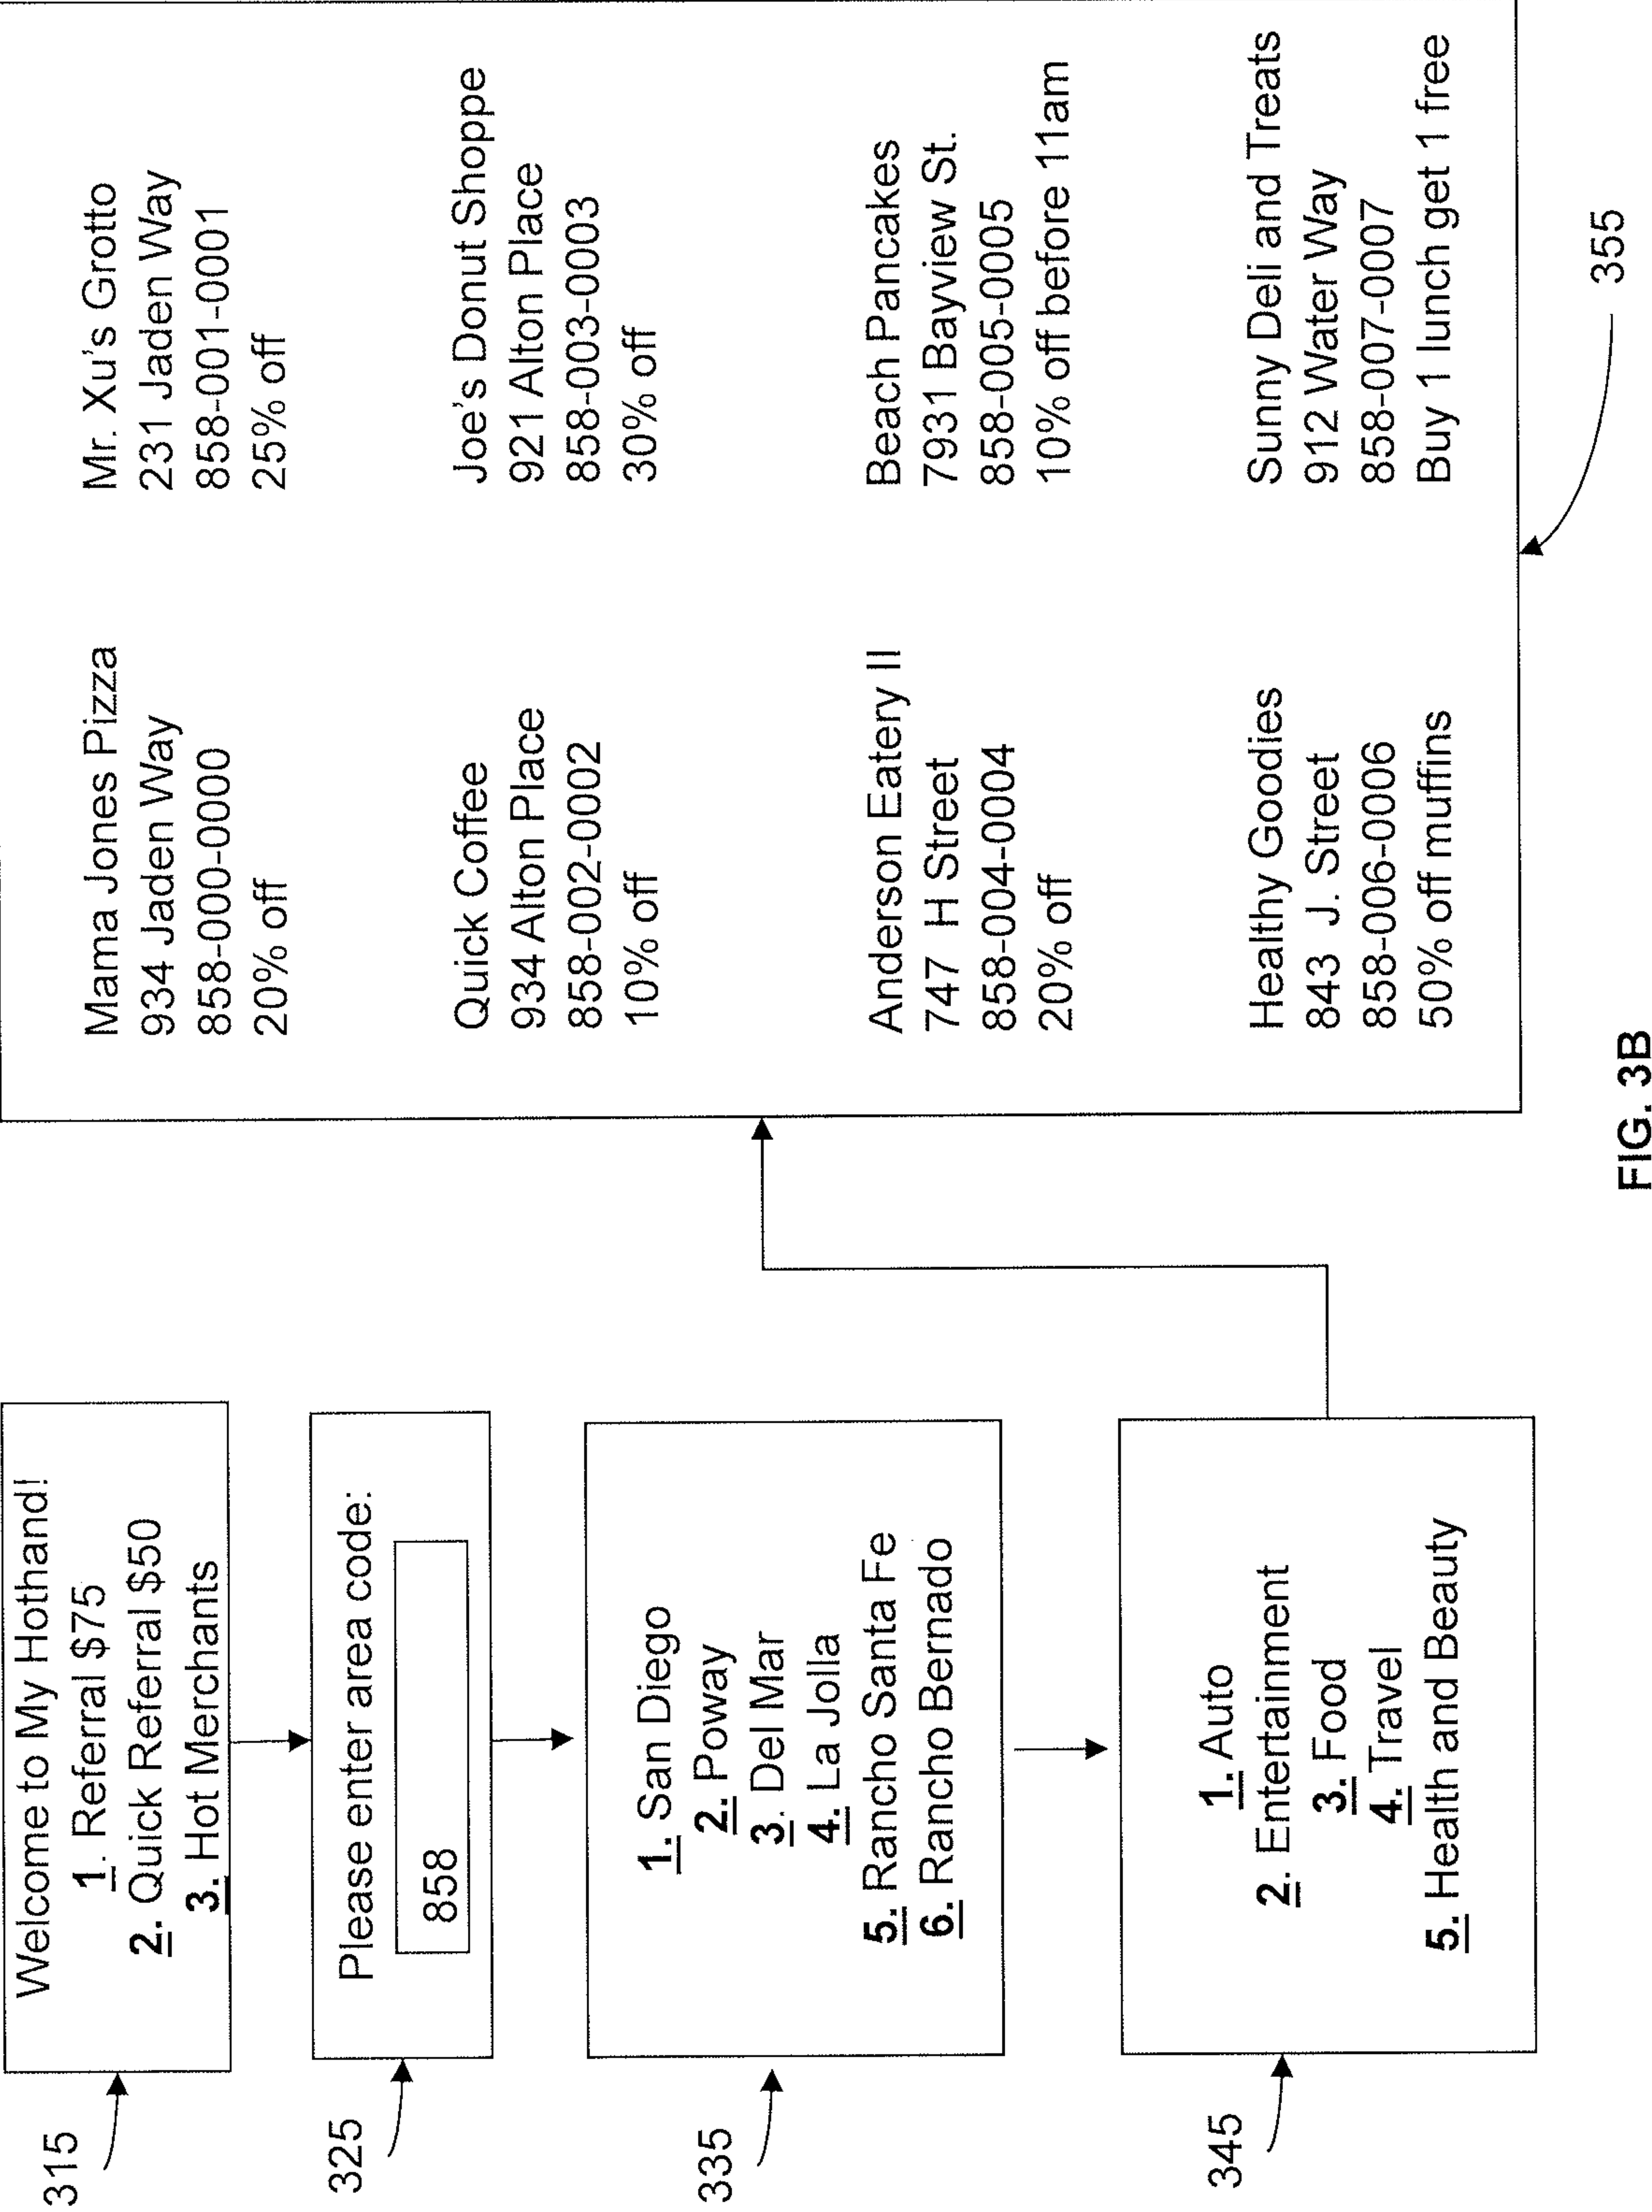 315
Welcome to My Hothand!
1. Referral $75
2. Quick Referral $50
3. Hot Merchants
325
Please enter area code:
858
335
1. San Diego
2. Poway
3. Del Mar
4. La Jolla
5. Rancho Santa Fe
6. Rancho Bernado
345
1. Auto
2. Entertainment
3. Food
4. Travel
5. Health and Beauty
Mama Jones Pizza
934 Jaden Way
858-000-0000
20% off
Mr. Xu's Grotto
231 Jaden Way
858-001-0001
25% off
Quick Coffee
934 Alton Place
858-002-0002
10% off
Joe's Donut Shoppe
921 Alton Place
858-003-0003
30% off
Anderson Eatery II
747 H Street
858-004-0004
20% off
Beach Pancakes
7931 Bayview St.
858-005-0005
10% off before 11am
Healthy Goodies
843 J. Street
858-006-0006
50% off muffins
Sunny Deli and Treats
912 Water Way
858-007-0007
Buy 1 lunch get 1 free
355
FIG. 3B